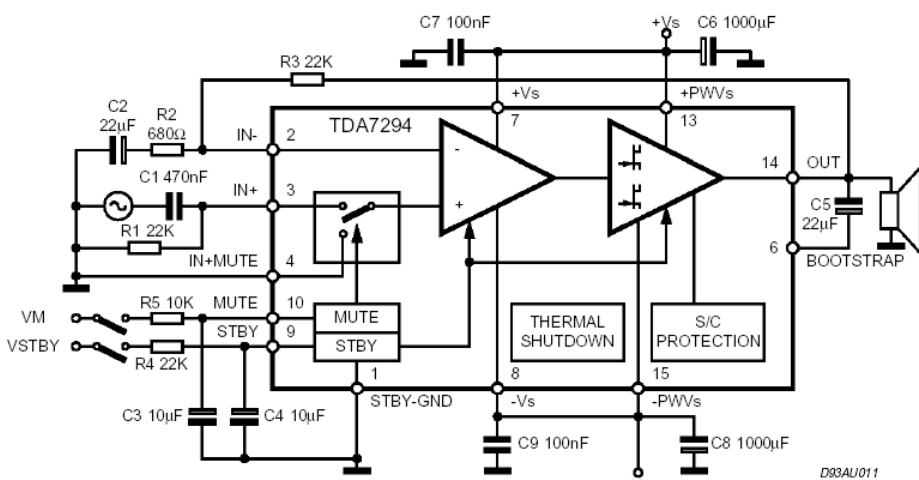 C7 100nF
+Vs
C6 1000µF
R3 22K
+Vs
+PWVs
C2
22µF
R2
680Ω
IN-
2
TDA7294
7
13
-
C1 470nF
IN+
3
14
OUT
+
C5
22µF
R1 22K
IN+MUTE
4
6
BOOTSTRAP
VM
R5 10K
MUTE
10
MUTE
THERMAL
SHUTDOWN
S/C
PROTECTION
VSTBY
STBY
9
STBY
R4 22K
1
8
15
STBY-GND
-Vs
-PWVs
C3 10µF
C4 10µF
C9 100nF
C8 1000µF
D93AU011